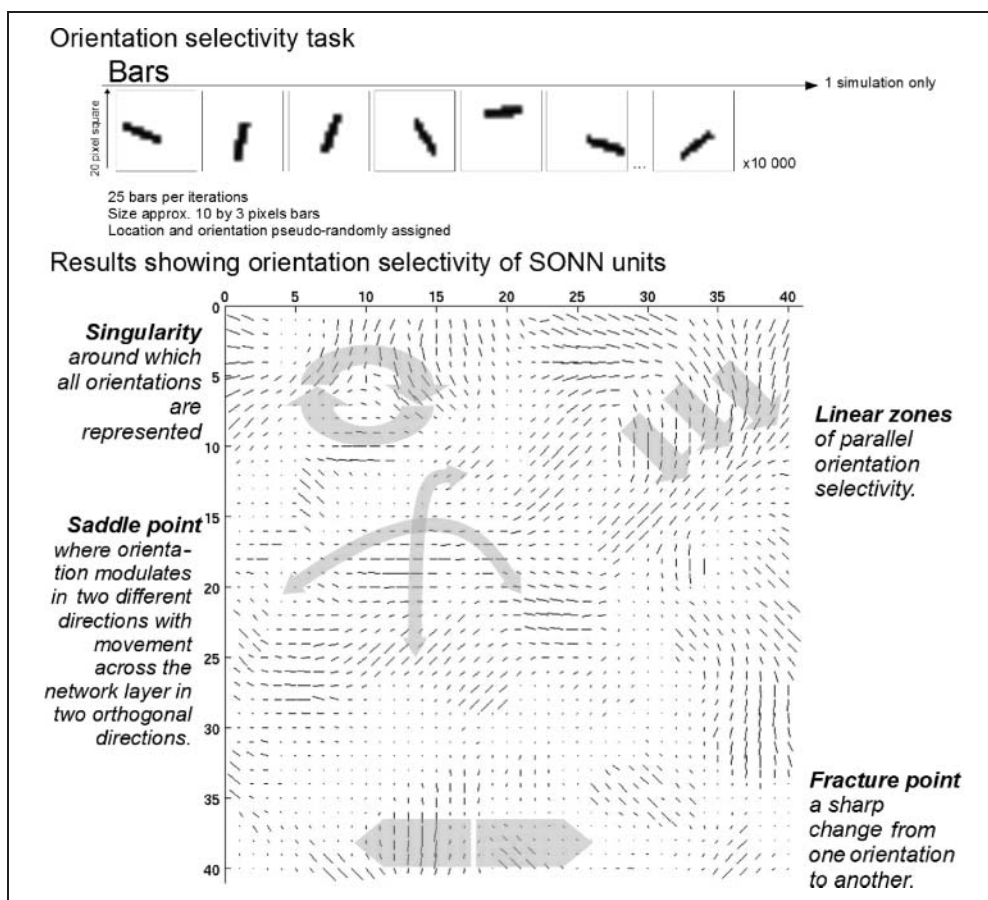 Orientation selectivity task
Bars
1 simulation only
20 pixel square
...
x10 000
25 bars per iterations
Size approx. 10 by 3 pixels bars
Location and orientation pseudo-randomly assigned
Results showing orientation selectivity of SONN units
0 5 10 15 20 25 30 35 40
0
5
10
15
20
25
30
35
40
Singularity
around which
all orientations
are
represented
Saddle point
where orienta-
tion modulates
in two different
directions with
movement
across the
network layer in
two orthogonal
directions.
Linear zones
of parallel
orientation
selectivity.
Fracture point
a sharp
change from
one orientation
to another.